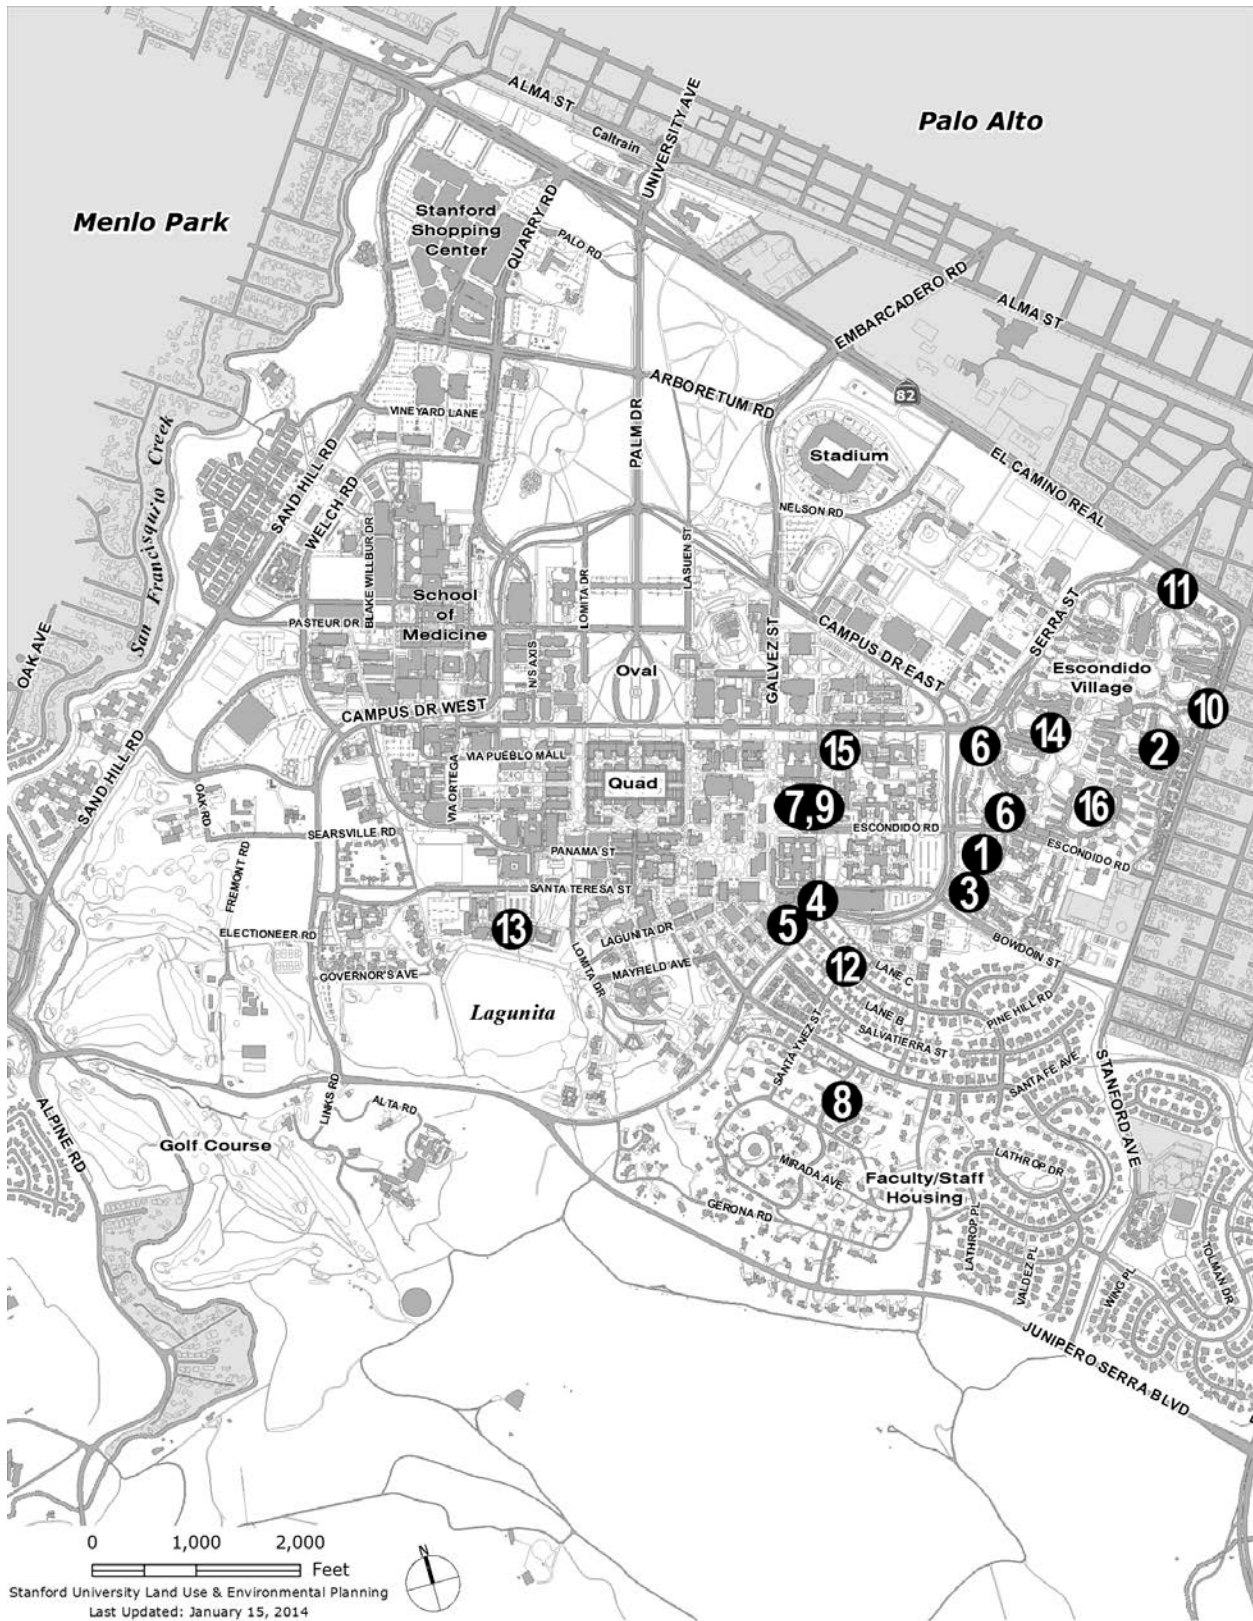 ALMA ST
Caltrain
UNIVERSITY AVE
Palo Alto
Menlo Park
Stanford
Shopping
Center
QUARRY RD
PALO RD
EMBARCADERO RD
ALMA ST
ARBORETUM RD
82
VINEYARD LANE
PALM DR
Stadium
EL CAMINO REAL
San Francisquito Creek
SAND HILL RD
WELCH RD
BLAKE WILBUR DR
NELSON RD
LASUEN ST
LOMITA DR
School
of
Medicine
PASTEUR DR
N/S AXIS
Oval
GALVEZ ST
CAMPUS DR EAST
SERRA ST
11
Escondido
Village
OAK AVE
SAND HILL RD
CAMPUS DR WEST
10
6
14
2
15
VIA PUEBLO MALL
VIA ORTEGA
Quad
7,9
6
16
OAK RD
SEARSVILLE RD
ESCONDIDO RD
FREMONT RD
PANAMA ST
1
ESCONDIDO RD
SANTA TERESA ST
3
4
ELECTIONEER RD
13
LAGUNITA DR
5
BOWDOIN ST
GOVERNOR'S AVE
LOMITA DR
MAYFIELD AVE
12
LANE C
Lagunita
LANE B
PINE HILL RD
SALVATIERRA ST
SANTA YNEZ ST
SANTA FE AVE
STANFORD AVE
ALPINE RD
LINKS RD
ALTA RD
8
Golf Course
MIRADA AVE
LATHROP DR
Faculty/Staff
Housing
GERONA RD
LATHROP PL
VALDEZ PL
WING PL
TOLMAN DR
JUNIPERO SERRA BLVD
0 1,000 2,000
Feet
N
Stanford University Land Use & Environmental Planning
Last Updated: January 15, 2014